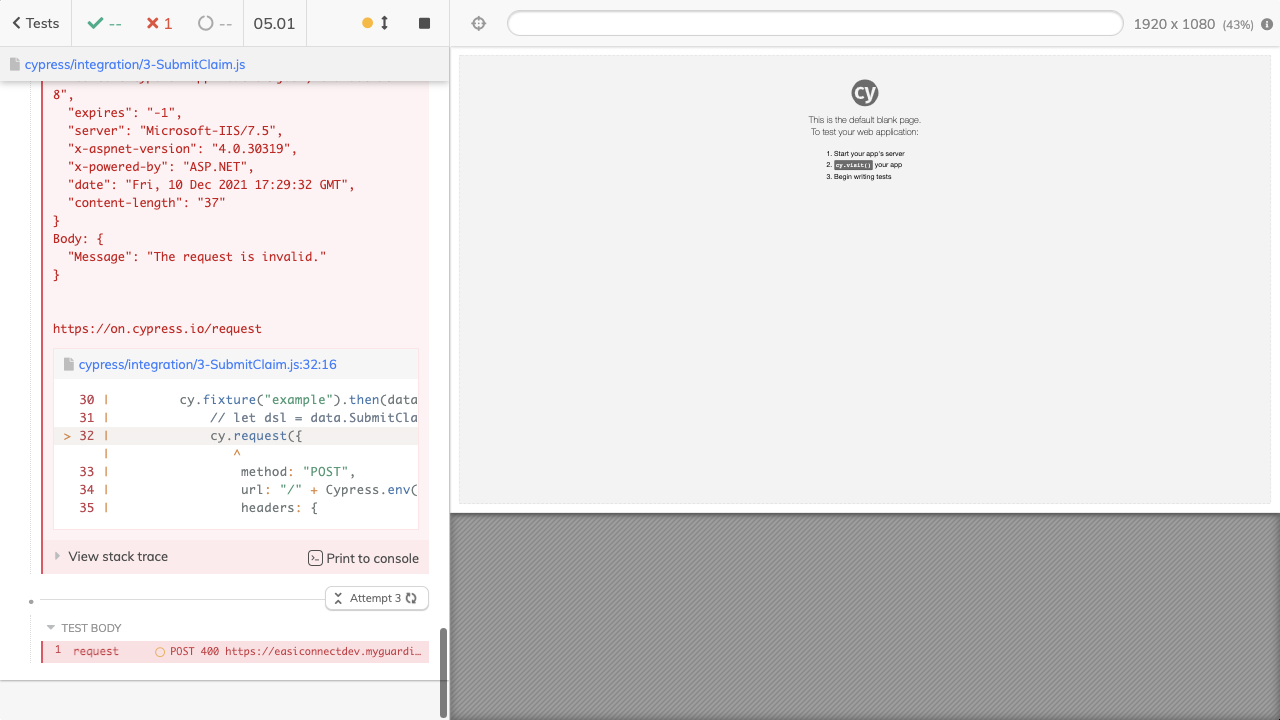 Tests
--
1
--
05.01
1920 x 1080 (43%)
cypress/integration/3-SubmitClaim.js
8",
"expires": "-1",
"server": "Microsoft-IIS/7.5",
"x-aspnet-version": "4.0.30319",
"x-powered-by": "ASP.NET",
"date": "Fri, 10 Dec 2021 17:29:32 GMT",
"content-length": "37"
}
Body: {
"Message": "The request is invalid."
}
https://on.cypress.io/request
cypress/integration/3-SubmitClaim.js:32:16
30 | cy.fixture("example").then(data
31 | // let dsl = data.SubmitCla
> 32 | cy.request({
| ^
33 | method: "POST",
34 | url: "/" + Cypress.env(
35 | headers: {
View stack trace
Print to console
Attempt 3
TEST BODY
1 request POST 400 https://easiconnectdev.myguardi…
cy
This is the default blank page.
To test your web application:
1. Start your app's server
2. cy.visit() your app
3. Begin writing tests